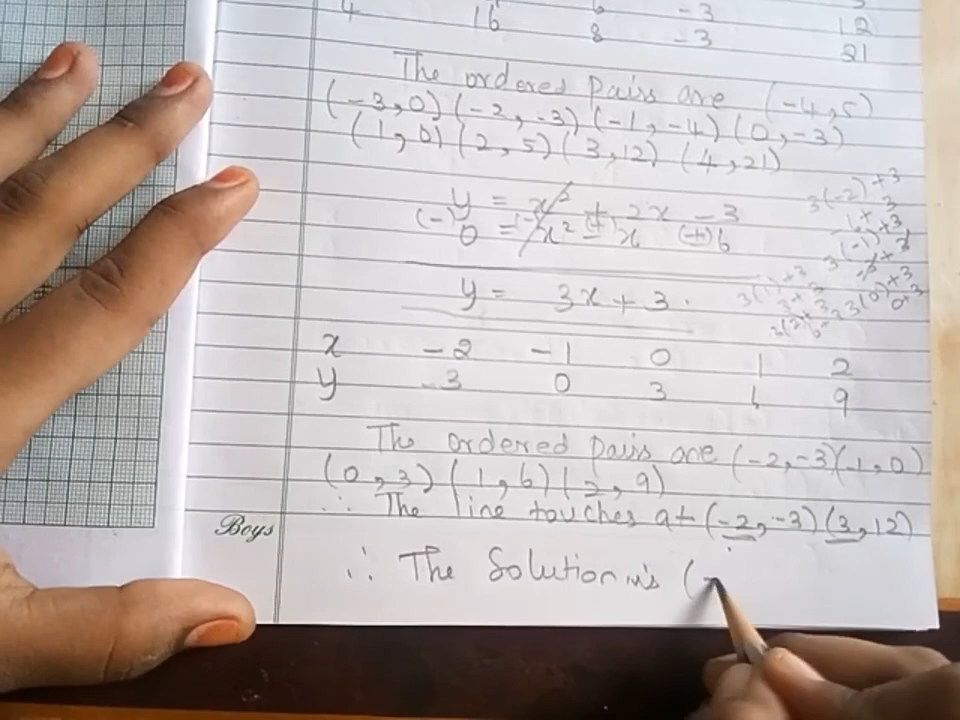 4 16 8 -3
12
21
The ordered Pairs are (-4,5)
(-3,0) (-2,-3) (-1,-4) (0,-3)
(1,0) (2,5) (3,12) (4,21)
y = x² + 2x - 3
(-) 0 = (-) x² (+) - x (+) - 6
y = 3x + 3.
x -2 -1 0 1 2
y -3 0 3 6 9
The ordered pairs are (-2,-3)(-1,0)
(0,3) (1,6) (2,9)
∴ The line touches at (-2,-3) (3,12)
Boys
∴ The Solution is (-